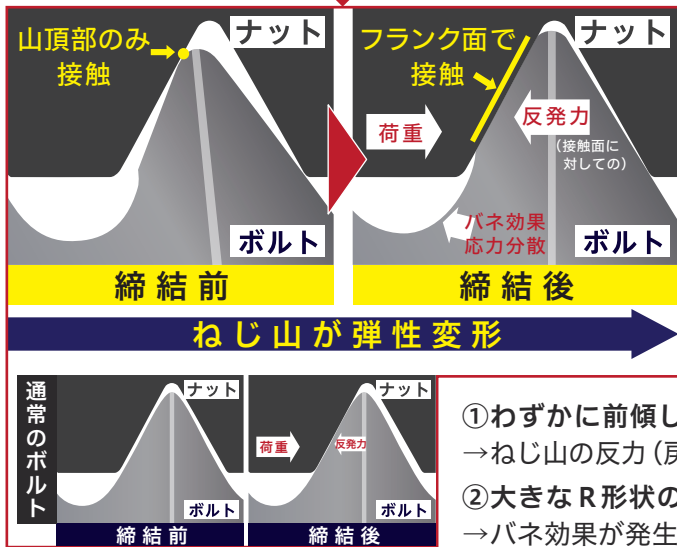 山頂部のみ
接触
ナット
ボルト
締結前
フランク面で
接触
ナット
荷重
反発力
(接触面に
対しての)
バネ効果
応力分散
ボルト
締結後
ねじ山が弾性変形
通常のボルト
ナット
ボルト
締結前
ナット
荷重
反発力
ボルト
締結後
①わずかに前傾し
→ねじ山の反力(戻
②大きなR形状の
→バネ効果が発生